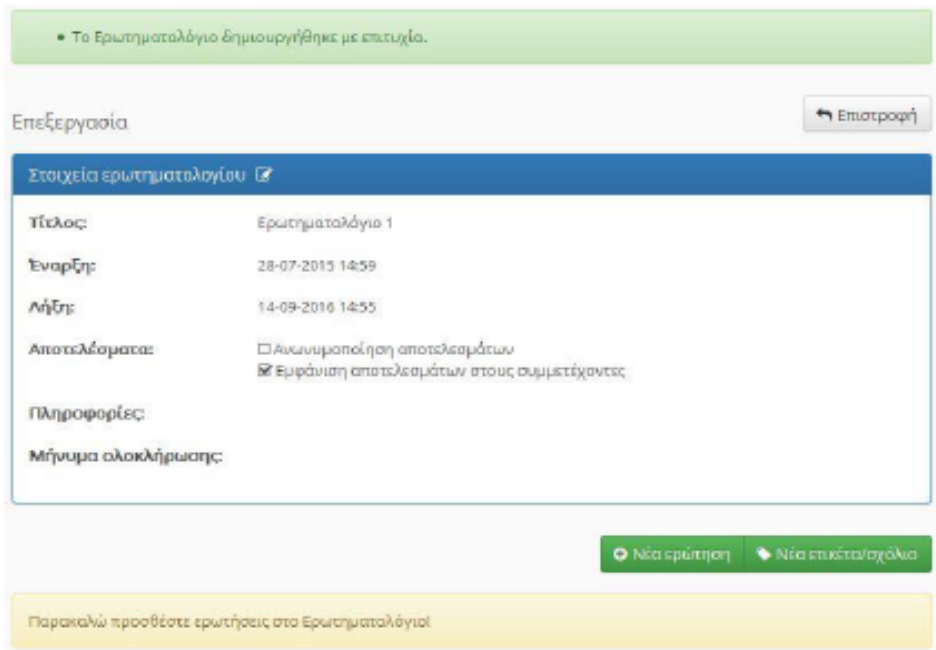 • Το Ερωτηματολόγιο δημιουργήθηκε με επιτυχία.
Επεξεργασία
Επιστροφή
Στοιχεία ερωτηματολογίου
Τίτλος: Ερωτηματολόγιο 1
Έναρξη: 28-07-2015 14:59
Λήξη: 14-09-2016 14:55
Αποτελέσματα: Ανωνυμοποίηση αποτελεσμάτων
Εμφάνιση αποτελεσμάτων στους συμμετέχοντες
Πληροφορίες:
Μήνυμα ολοκλήρωσης:
Νέα ερώτηση Νέα ετικέτα/σχόλιο
Παρακαλώ προσθέστε ερωτήσεις στο Ερωτηματολόγιο!